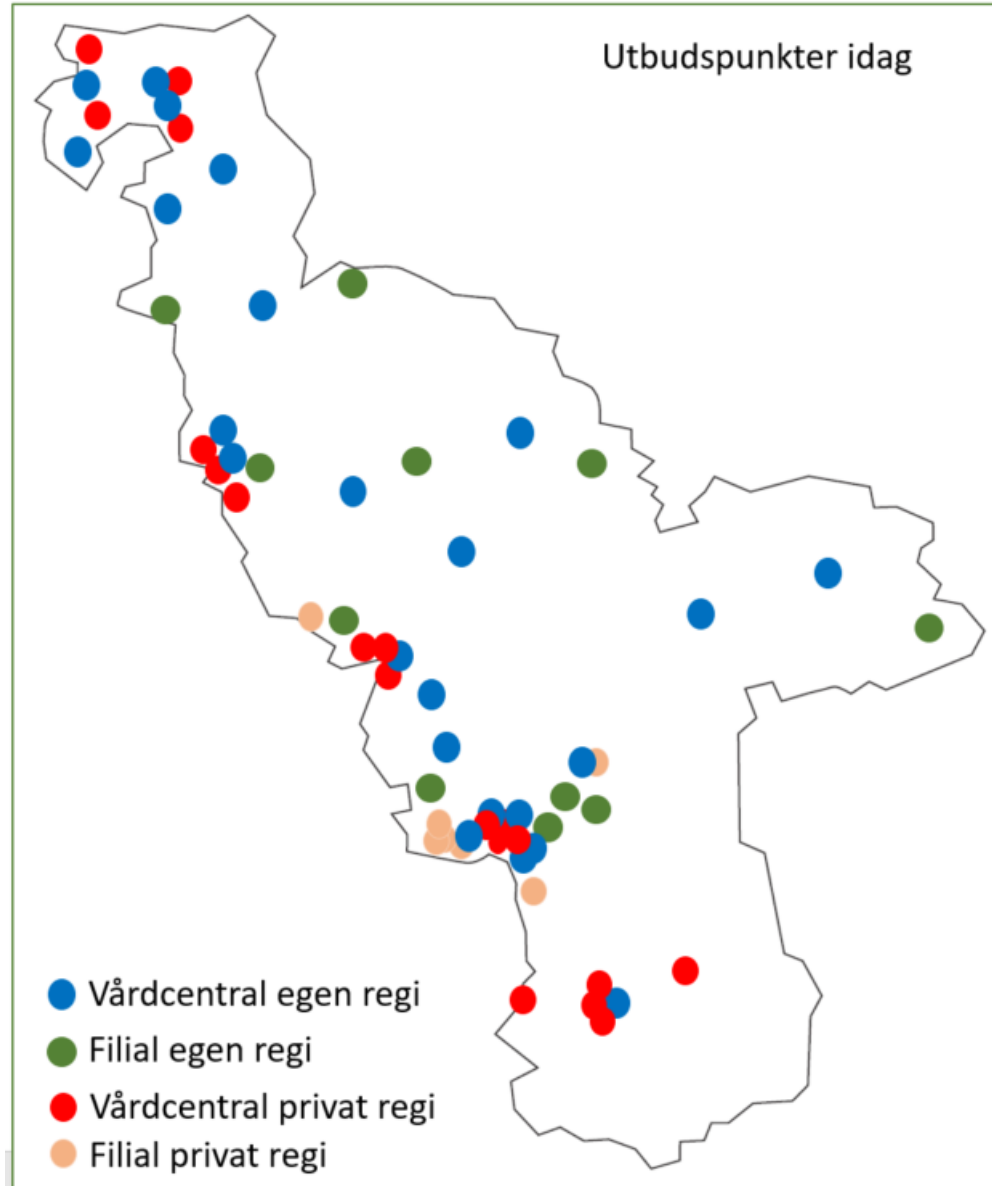 Utbudspunkter idag
Vårdcentral egen regi
Filial egen regi
Vårdcentral privat regi
Filial privat regi